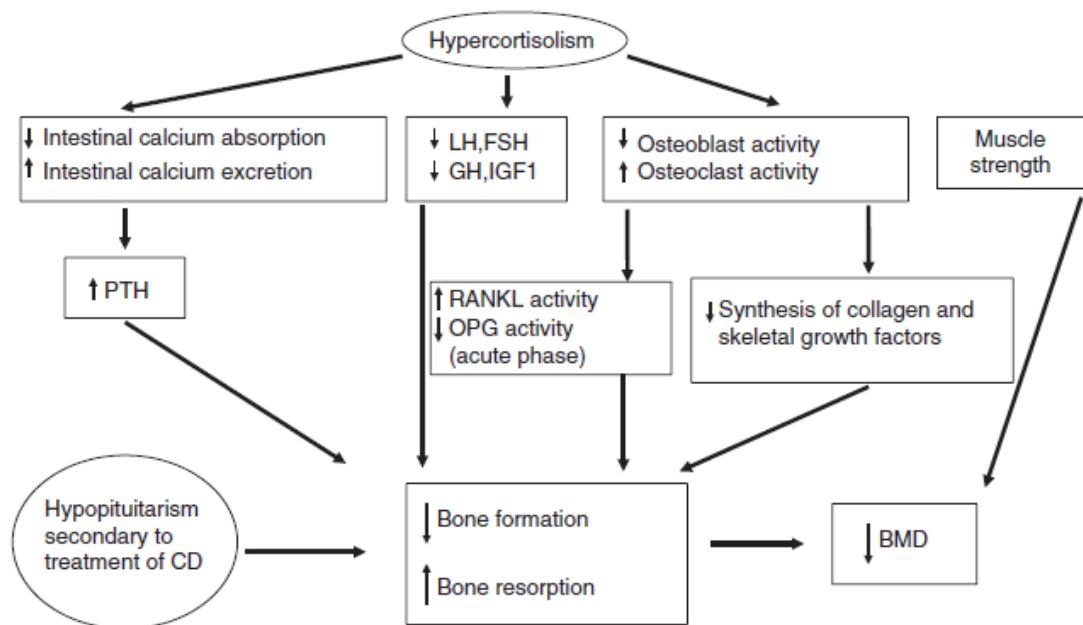 Hypercortisolism
↓ Intestinal calcium absorption
↑ Intestinal calcium excretion
↓ LH,FSH
↓ GH,IGF1
↓ Osteoblast activity
↑ Osteoclast activity
Muscle
strength
↑ PTH
↑ RANKL activity
↓ OPG activity
(acute phase)
↓ Synthesis of collagen and
skeletal growth factors
Hypopituitarism
secondary to
treatment of CD
↓ Bone formation
↑ Bone resorption
↓ BMD